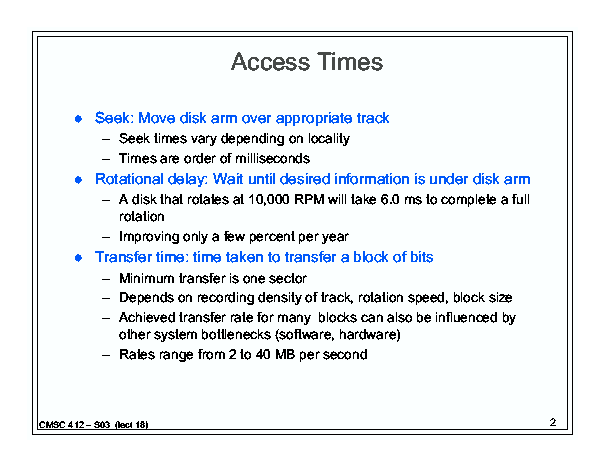 Access Times
● Seek: Move disk arm over appropriate track
– Seek times vary depending on locality
– Times are order of milliseconds
● Rotational delay: Wait until desired information is under disk arm
– A disk that rotates at 10,000 RPM will take 6.0 ms to complete a full
rotation
– Improving only a few percent per year
● Transfer time: time taken to transfer a block of bits
– Minimum transfer is one sector
– Depends on recording density of track, rotation speed, block size
– Achieved transfer rate for many  blocks can also be influenced by
other system bottlenecks (software, hardware)
– Rates range from 2 to 40 MB per second
CMSC 412 – S03  (lect 18)
2